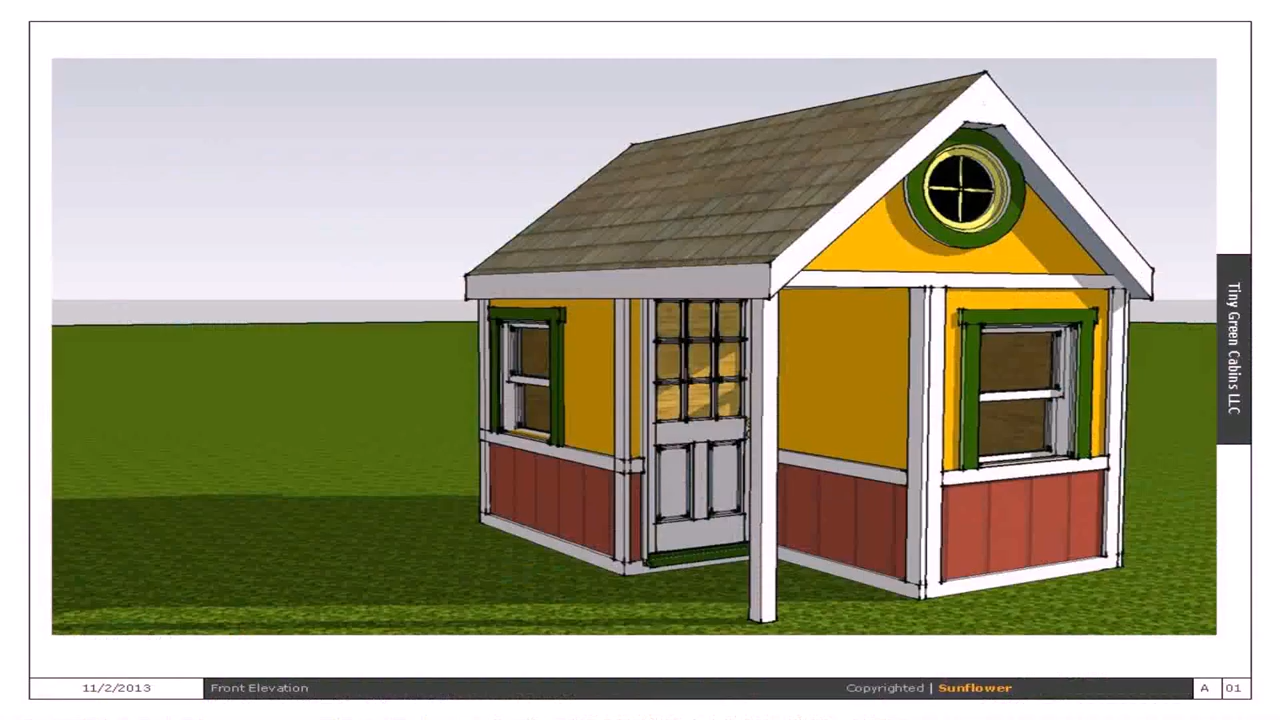 Tiny Green Cabins LLC
11/2/2013
Front Elevation
Copyrighted | Sunflower
A
01